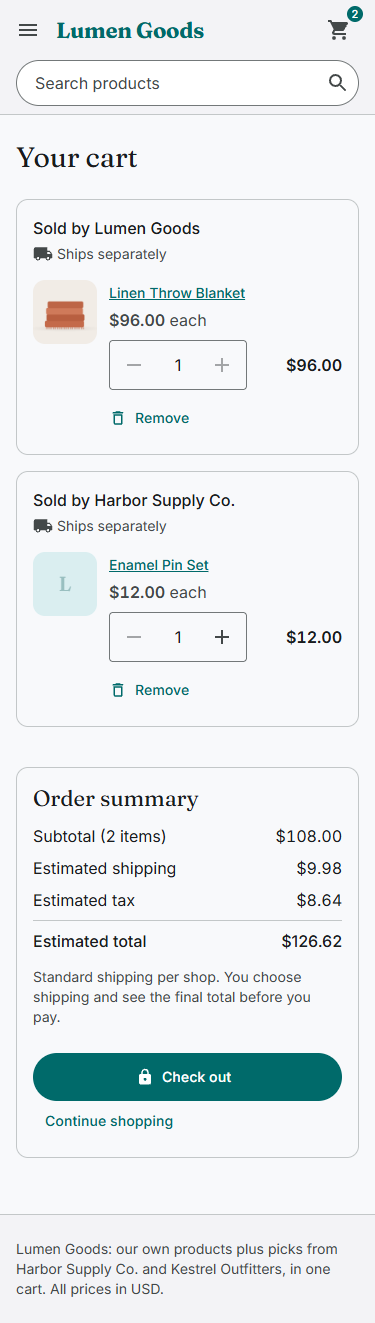 Lumen Goods
2
Search products
Your cart
Sold by Lumen Goods
Ships separately
Linen Throw Blanket
$96.00 each
1
$96.00
Remove
Sold by Harbor Supply Co.
Ships separately
L
Enamel Pin Set
$12.00 each
1
$12.00
Remove
Order summary
Subtotal (2 items) $108.00
Estimated shipping $9.98
Estimated tax $8.64
Estimated total $126.62
Standard shipping per shop. You choose
shipping and see the final total before you
pay.
Check out
Continue shopping
Lumen Goods: our own products plus picks from
Harbor Supply Co. and Kestrel Outfitters, in one
cart. All prices in USD.